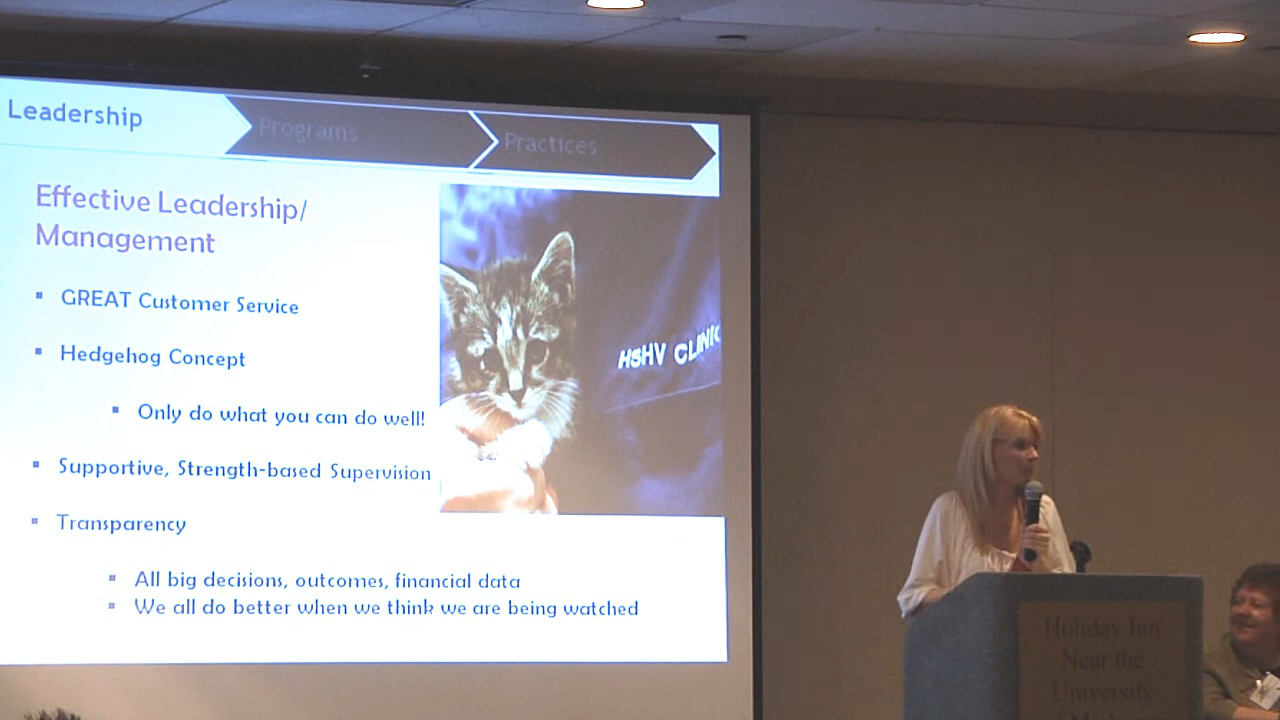 Leadership
Programs
Practices
Effective Leadership/
Management
GREAT Customer Service
Hedgehog Concept
Only do what you can do well!
Supportive, Strength-based Supervision
Transparency
All big decisions, outcomes, financial data
We all do better when we think we are being watched
HSHV CLINIC
Holiday Inn
Near the
University